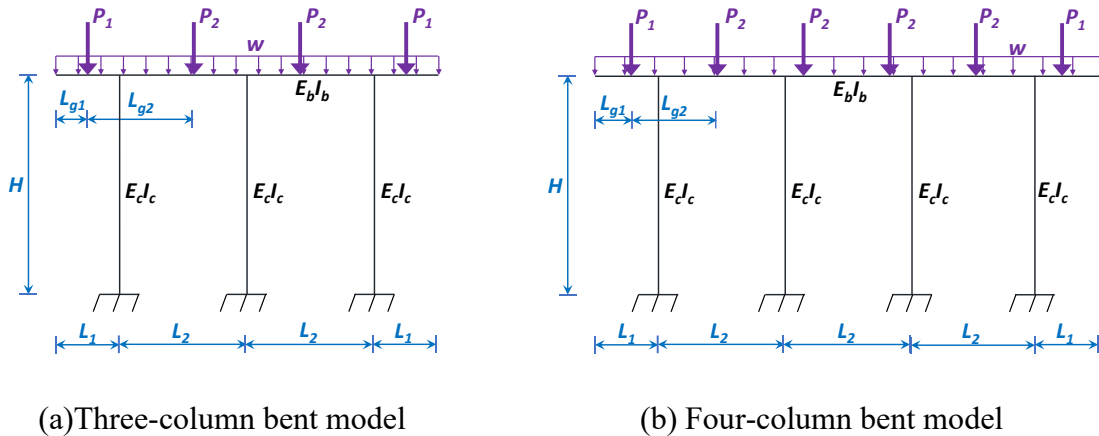 P1 P2 P2 P1
w
EbIb
Lg1 Lg2
H
EcIc EcIc EcIc
L1 L2 L2 L1
(a)Three-column bent model
P1 P2 P2 P2 P2 P1
w
EbIb
Lg1 Lg2
H
EcIc EcIc EcIc EcIc
L1 L2 L2 L2 L1
(b) Four-column bent model